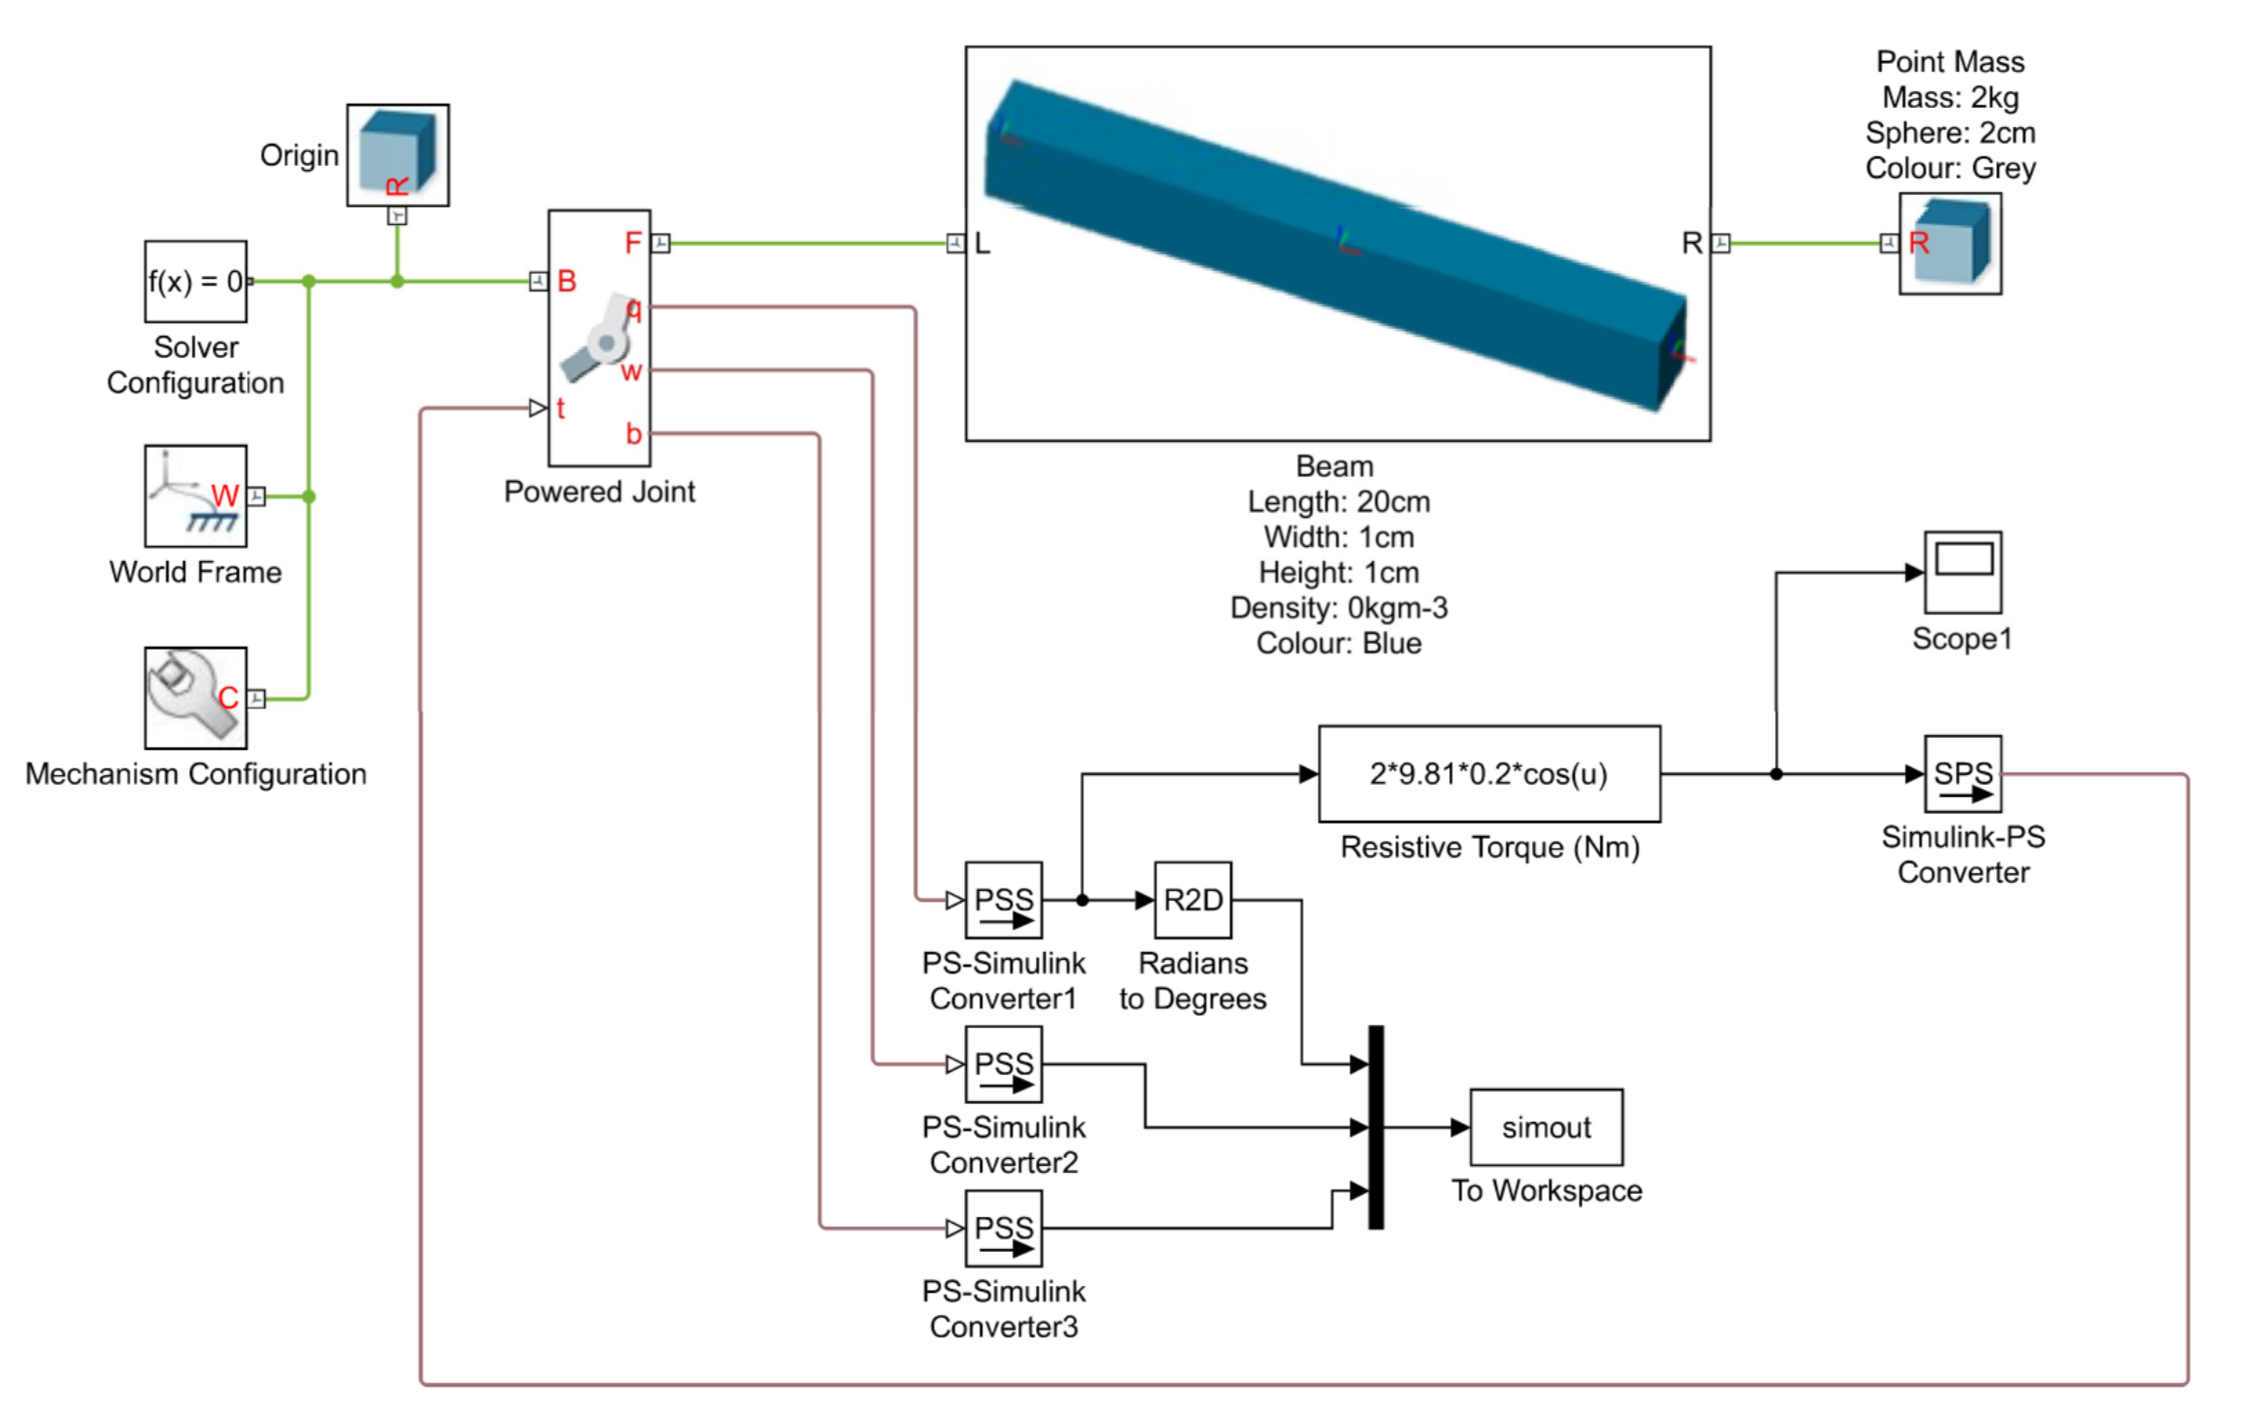 Origin
R
f(x) = 0
Solver
Configuration
W
World Frame
C
Mechanism Configuration
B
F
q
w
t
b
Powered Joint
L
R
Beam
Length: 20cm
Width: 1cm
Height: 1cm
Density: 0kgm-3
Colour: Blue
Point Mass
Mass: 2kg
Sphere: 2cm
Colour: Grey
R
Scope1
2*9.81*0.2*cos(u)
Resistive Torque (Nm)
SPS
Simulink-PS
Converter
PSS
PS-Simulink
Converter1
R2D
Radians
to Degrees
PSS
PS-Simulink
Converter2
simout
To Workspace
PSS
PS-Simulink
Converter3